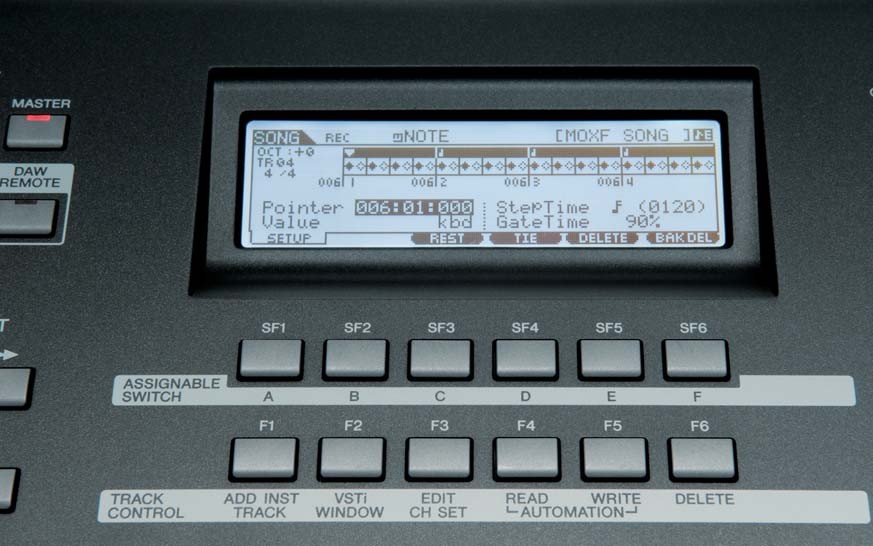 MASTER
DAW
REMOTE
SONG REC NOTE [MOXF SONG ]
OCT :+0
TR 04
4 /4
006 1 006 2 006 3 006 4
Pointer 006:01:000 StepTime (0120)
Value kbd GateTime 90%
SETUP REST TIE DELETE BAK DEL
SF1 SF2 SF3 SF4 SF5 SF6
ASSIGNABLE
SWITCH
A B C D E F
F1 F2 F3 F4 F5 F6
TRACK
CONTROL
ADD INST
TRACK
VSTi
WINDOW
EDIT
CH SET
READ WRITE
AUTOMATION
DELETE